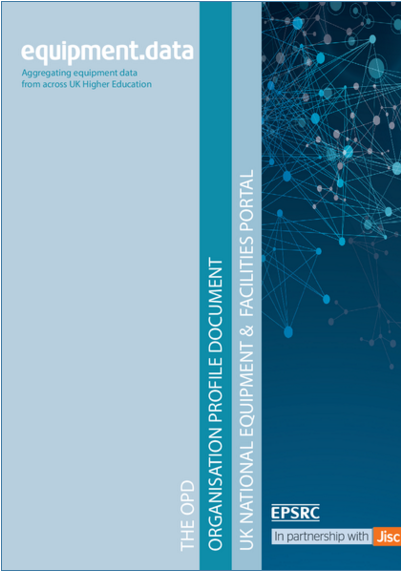 equipment.data
Aggregating equipment data
from across UK Higher Education
THE OPD
ORGANISATION PROFILE DOCUMENT
UK NATIONAL EQUIPMENT & FACILITIES PORTAL
EPSRC
In partnership with Jisc